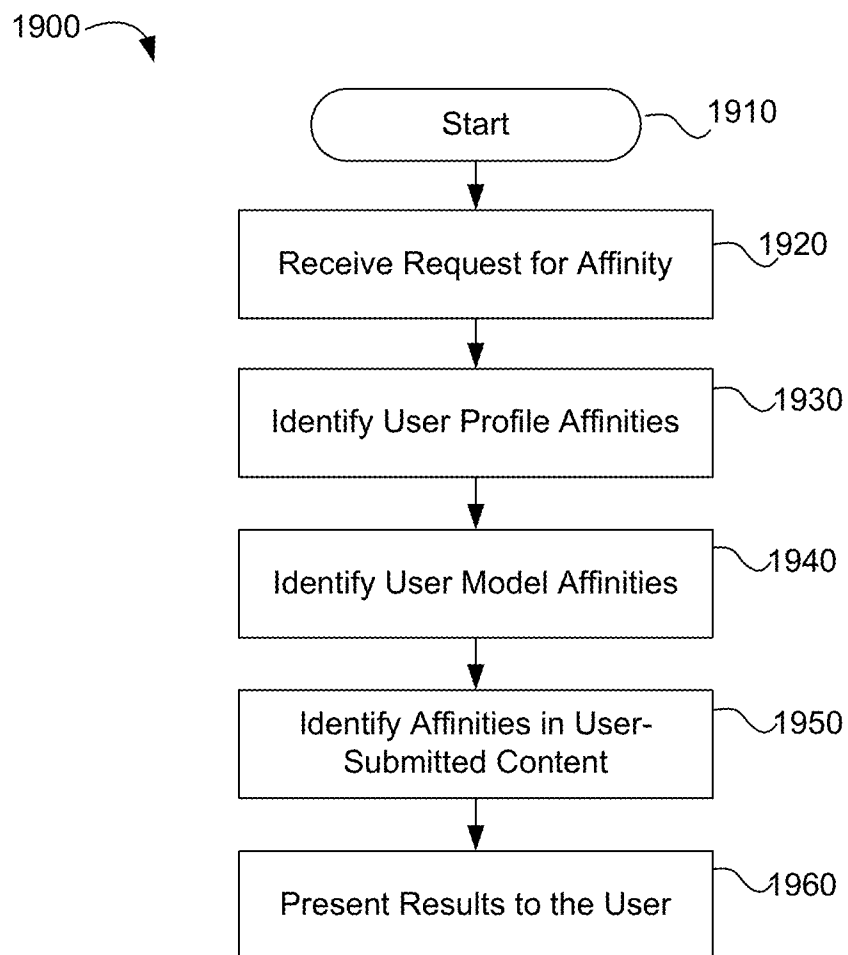 1900
Start
1910
Receive Request for Affinity
1920
Identify User Profile Affinities
1930
Identify User Model Affinities
1940
Identify Affinities in User-
Submitted Content
1950
Present Results to the User
1960